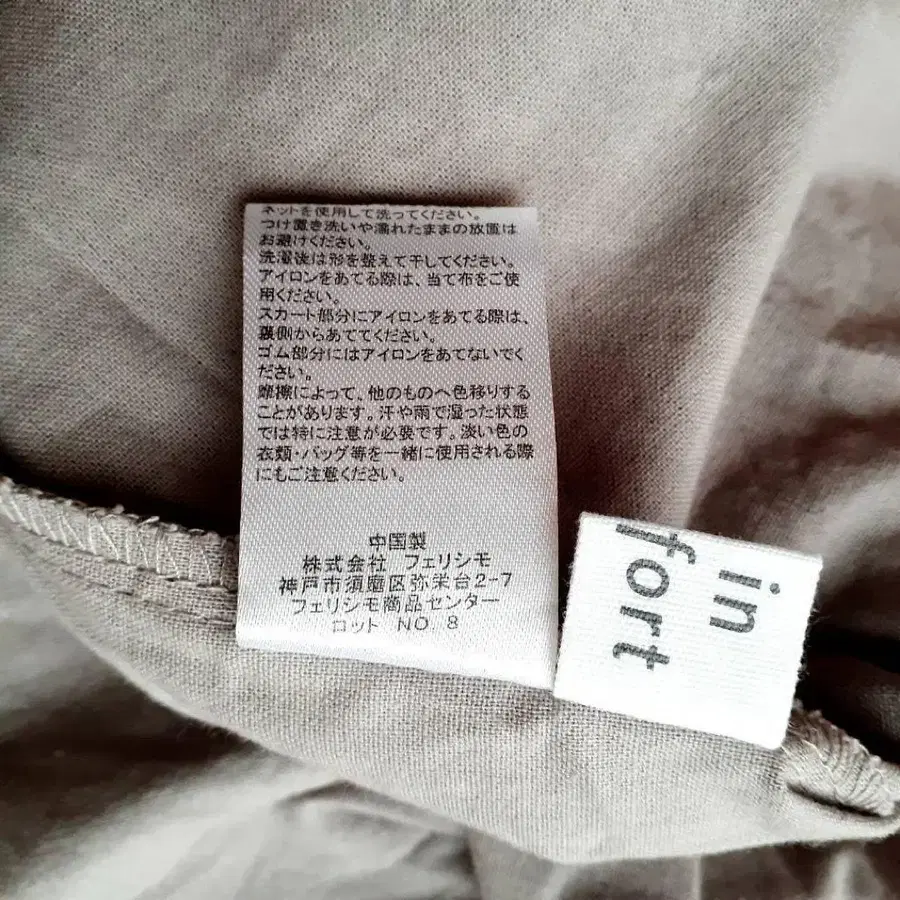 ネットを使用して洗ってください。
つけ置き洗いや濡れたままの放置は
お避けください。
洗濯後は形を整えて干してください。
アイロンをあてる際は、当て布をご使
用ください。
スカート部分にアイロンをあてる際は、
裏側からあててください。
ゴム部分にはアイロンをあてないでく
ださい。
摩擦によって、他のものへ色移りする
ことがあります。汗や雨で湿った状態
では特に注意が必要です。淡い色の
衣類・バッグ等を一緒に使用される際
にもご注意ください。
中国製
株式会社 フェリシモ
神戸市須磨区弥栄台2-7
フェリシモ商品センター
ロット NO 8
in
fort